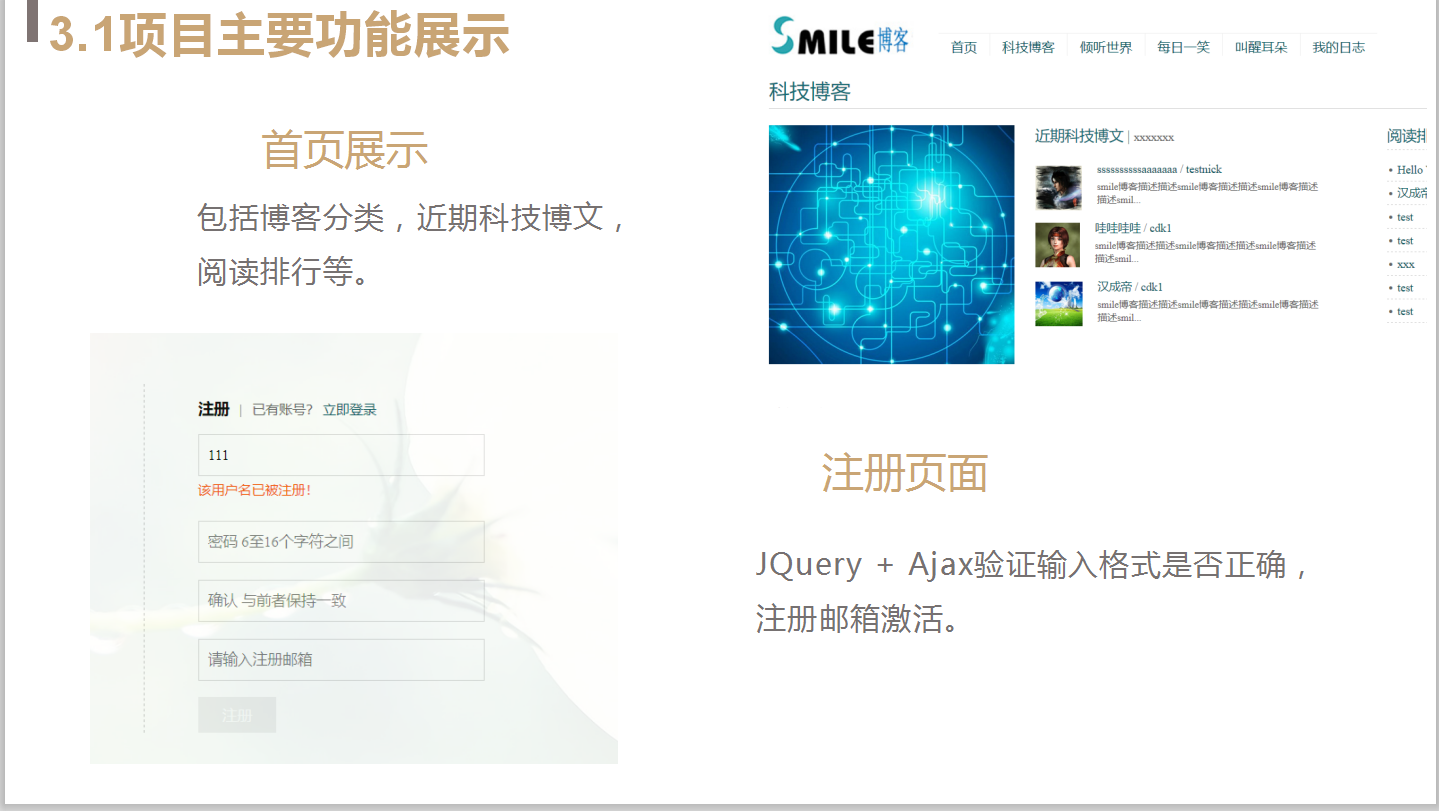 3.1项目主要功能展示
首页展示
包括博客分类，近期科技博文，
阅读排行等。
SMILE博客
首页 科技博客 倾听世界 每日一笑 叫醒耳朵 我的日志
科技博客
近期科技博文 | xxxxxxx
ssssssssssaaaaaaa / testnick
smile博客描述描述smile博客描述描述smile博客描述
描述smil...
哇哇哇哇 / cdk1
smile博客描述描述smile博客描述描述smile博客描述
描述smil...
汉成帝 / cdk1
smile博客描述描述smile博客描述描述smile博客描述
描述smil...
阅读排
• Hello
• 汉成帝
• test
• test
• xxx
• test
• test
注册 | 已有账号? 立即登录
111
该用户名已被注册!
密码 6至16个字符之间
确认 与前者保持一致
请输入注册邮箱
注册
注册页面
JQuery + Ajax验证输入格式是否正确，
注册邮箱激活。